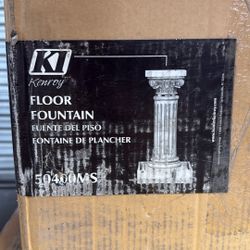 KI
Kenroy
FLOOR
FOUNTAIN
FUENTE DEL PISO
FONTAINE DE PLANCHER
50400MS